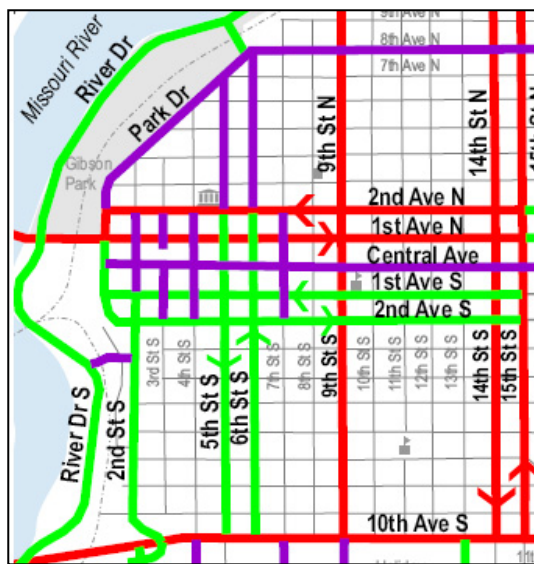 9th Ave N
8th Ave N
7th Ave N
Missouri River
River Dr
Park Dr
Gibson
Park
9th St N
14th St N
2nd Ave N
1st Ave N
Central Ave
1st Ave S
2nd Ave S
River Dr S
2nd St S
3rd St S
4th St S
5th St S
6th St S
7th St S
8th St S
9th St S
10th St S
11th St S
12th St S
13th St S
14th St S
15th St S
10th Ave S